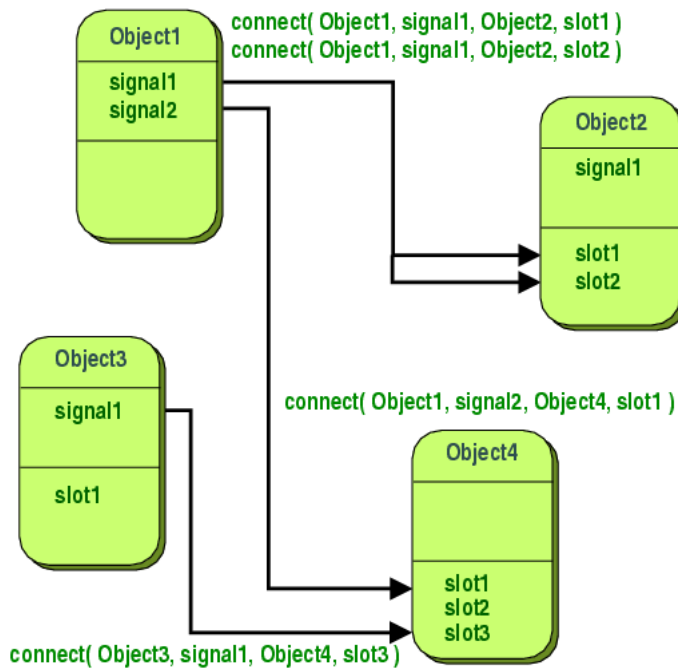 connect( Object1, signal1, Object2, slot1 )
Object1
connect( Object1, signal1, Object2, slot2 )
signal1
signal2
Object2
signal1
slot1
slot2
Object3
signal1
slot1
connect( Object1, signal2, Object4, slot1 )
Object4
slot1
slot2
slot3
connect( Object3, signal1, Object4, slot3 )